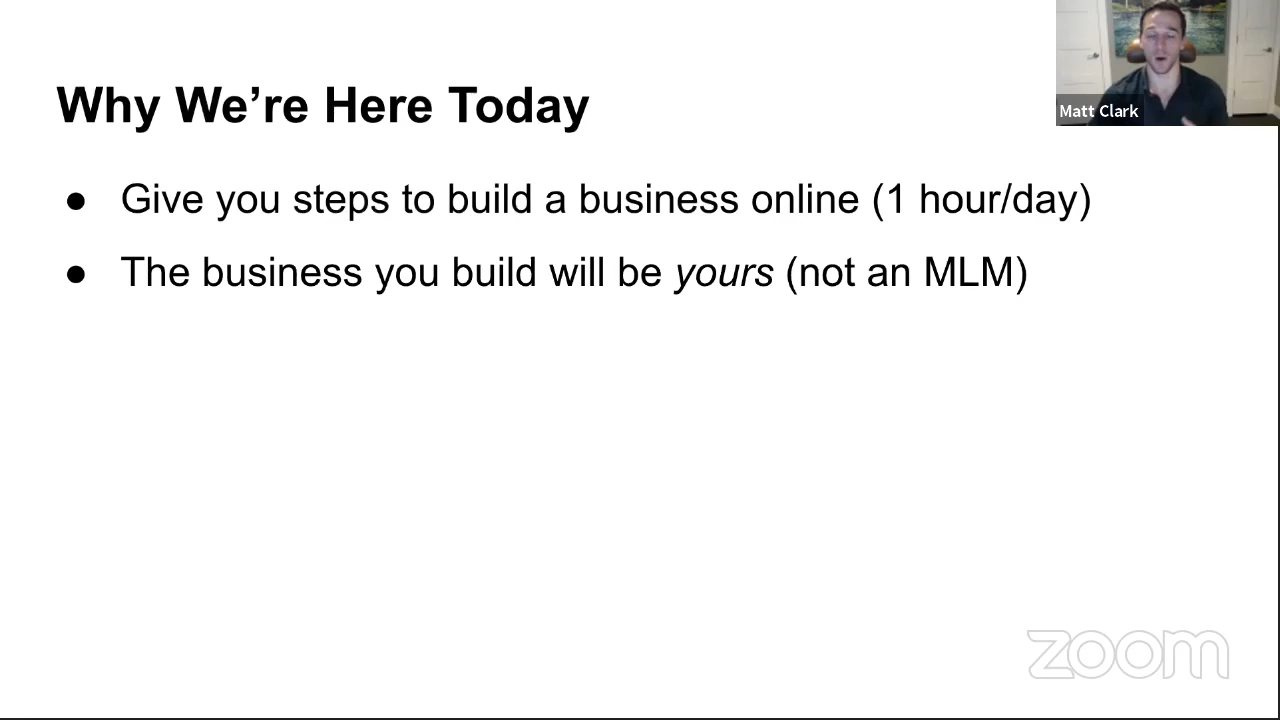 Why We’re Here Today
Matt Clark
● Give you steps to build a business online (1 hour/day)
● The business you build will be yours (not an MLM)
zoom